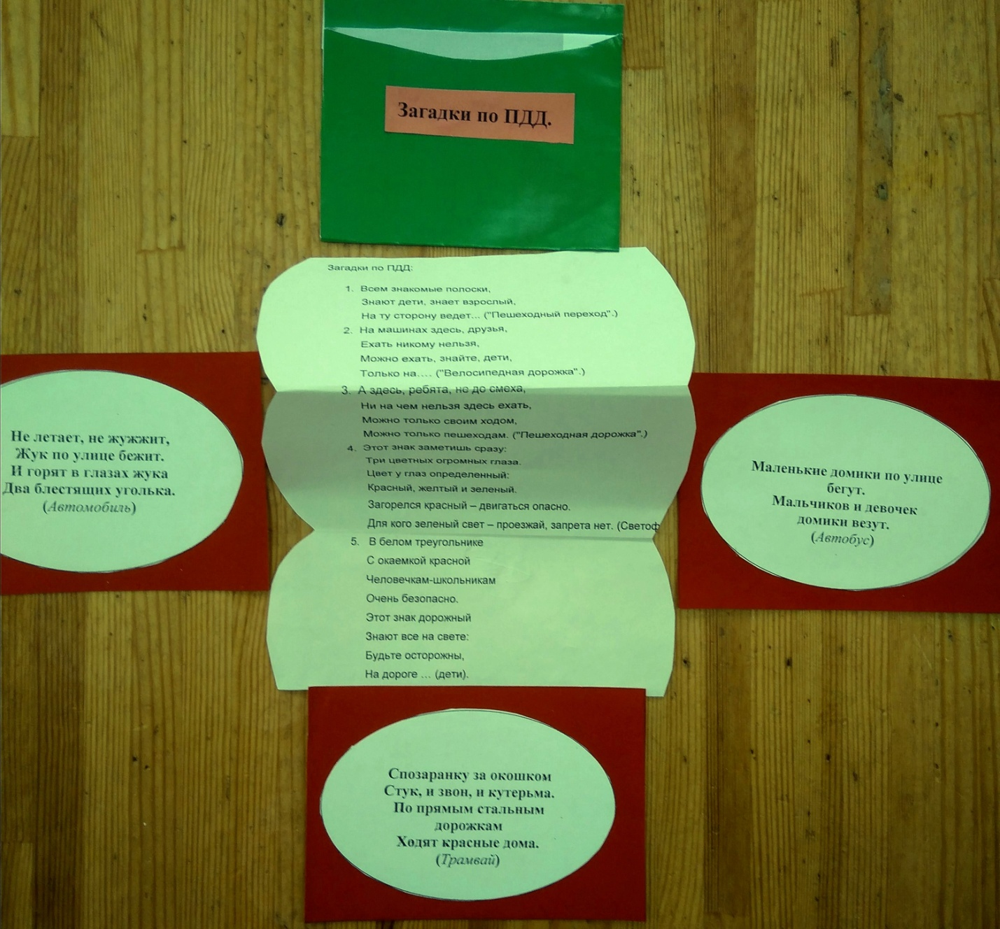 Загадки по ПДД.
Загадки по ПДД:
1. Всем знакомые полоски,
Знают дети, знает взрослый,
На ту сторону ведет... ("Пешеходный переход".)
2. На машинах здесь, друзья,
Ехать никому нельзя,
Можно ехать, знайте, дети,
Только на.... ("Велосипедная дорожка".)
3. А здесь, ребята, не до смеха,
Ни на чем нельзя здесь ехать,
Можно только своим ходом,
Можно только пешеходам. ("Пешеходная дорожка".)
4. Этот знак заметишь сразу:
Три цветных огромных глаза.
Цвет у глаз определенный:
Красный, желтый и зеленый.
Загорелся красный – двигаться опасно.
Для кого зеленый свет – проезжай, запрета нет. (Светоф
5. В белом треугольнике
С окаемкой красной
Человечкам-школьникам
Очень безопасно.
Этот знак дорожный
Знают все на свете:
Будьте осторожны,
На дороге ... (дети).
Не летает, не жужжит,
Жук по улице бежит.
И горят в глазах жука
Два блестящих уголька.
(Автомобиль)
Маленькие домики по улице
бегут.
Мальчиков и девочек
домики везут.
(Автобус)
Спозаранку за окошком
Стук, и звон, и кутерьма.
По прямым стальным
дорожкам
Ходят красные дома.
(Трамвай)